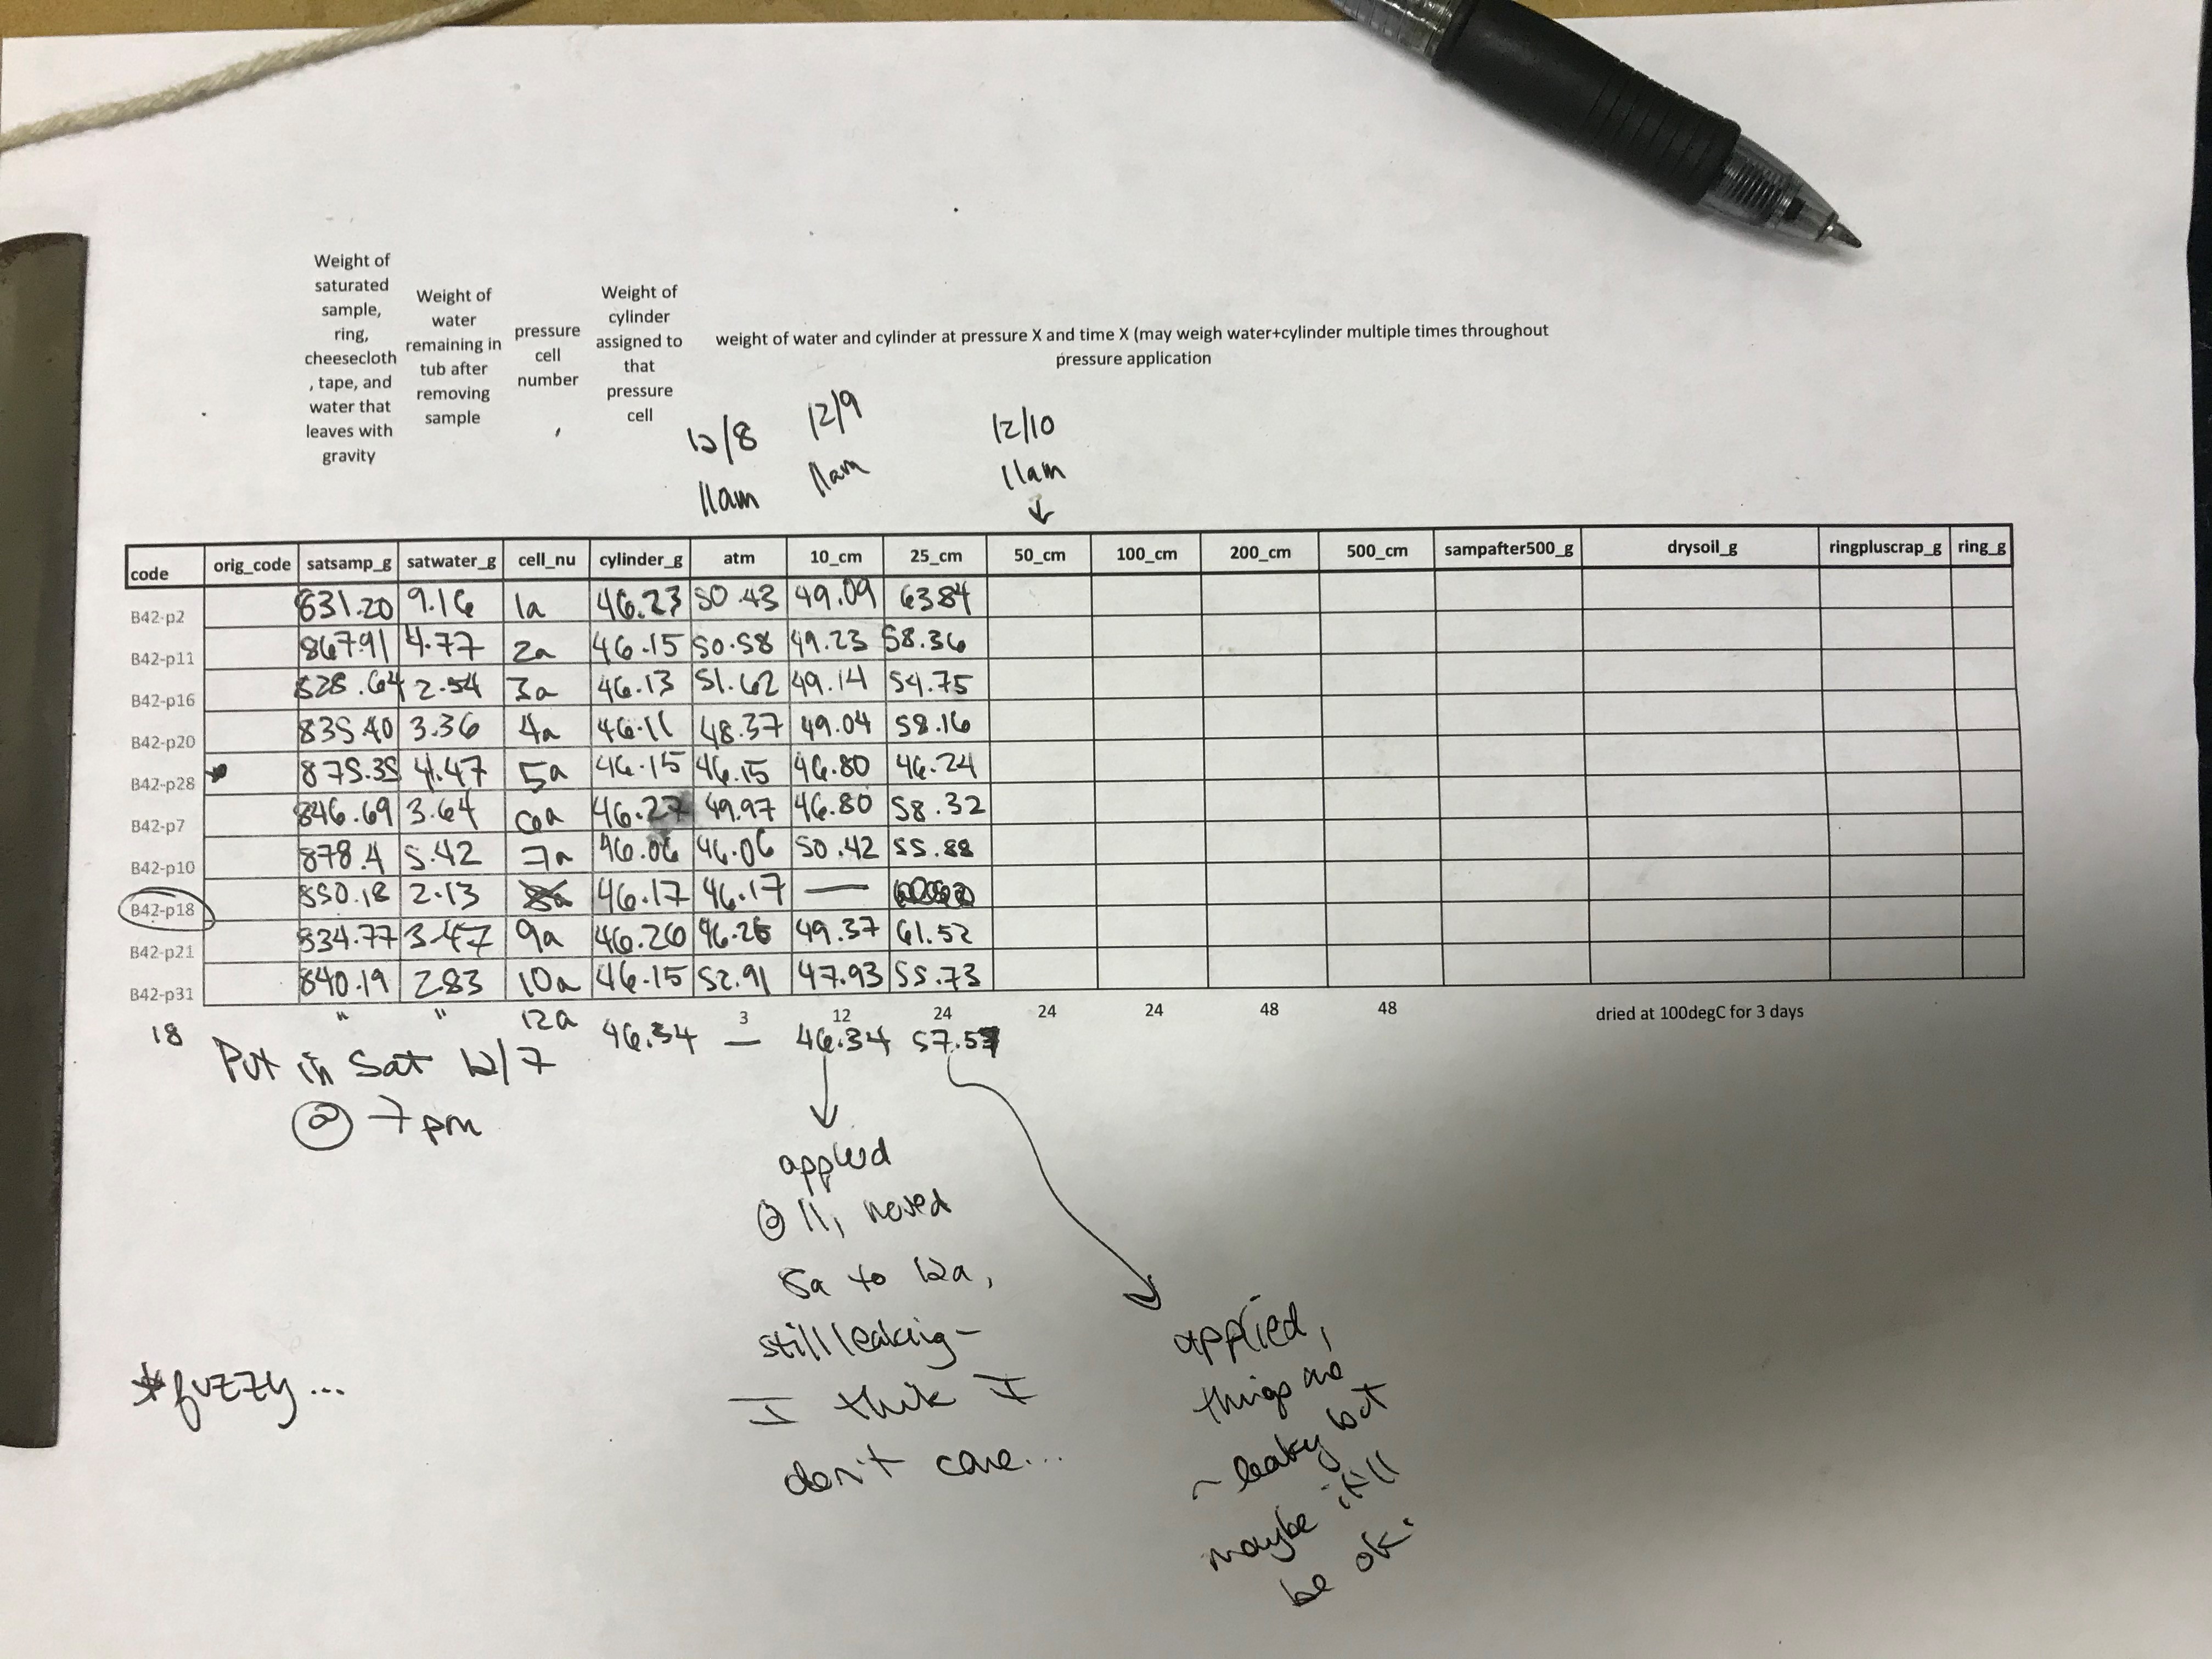 Weight of
saturated
sample,
ring,
cheesecloth
, tape, and
water that
leaves with
gravity
Weight of
water
remaining in
tub after
removing
sample
pressure
cell
number
Weight of
cylinder
assigned to
that
pressure
cell
weight of water and cylinder at pressure X and time X (may weigh water+cylinder multiple times throughout
pressure application
12/8
11am
12/9
11am
12/10
11am
code orig_code satsamp_g satwater_g cell_nu cylinder_g atm 10_cm 25_cm 50_cm 100_cm 200_cm 500_cm sampafter500_g drysoil_g ringpluscrap_g ring_g
B42-p2 831.20 9.16 1a 46.23 50.43 49.09 63.84
B42-p11 867.91 4.77 2a 46.15 50.58 49.23 58.36
B42-p16 828.64 2.54 3a 46.13 51.62 49.14 54.75
B42-p20 835.40 3.36 4a 46.11 48.37 49.04 58.16
B42-p28 875.35 4.47 5a 46.15 46.15 46.80 46.24
B42-p7 846.69 3.64 6a 46.27 49.97 46.80 58.32
B42-p10 878.4 5.42 7a 46.06 46.06 50.42 55.88
B42-p18 850.18 2.13 8a 46.17 46.17 —
B42-p21 834.77 3.47 9a 46.26 46.26 49.37 61.52
B42-p31 840.19 2.83 10a 46.15 52.91 47.93 55.73
3 12 24 24 24 48 48 dried at 100degC for 3 days
18 " " 12a 46.34 — 46.34 57.57
Put in Sat 12/7
@ 7pm
applied
@ 11, moved
8a to 12a,
still leaking-
I think I
don't care...
applied,
things are
~ leaky but
maybe it'll
be ok.
*fuzzy...